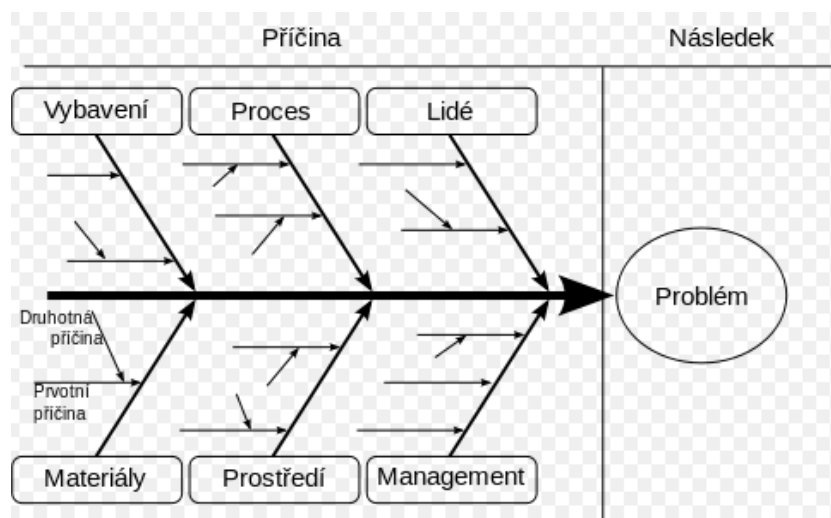 Příčina
Následek
Vybavení
Proces
Lidé
Problém
Druhotná
příčina
Prvotní
příčina
Materiály
Prostředí
Management